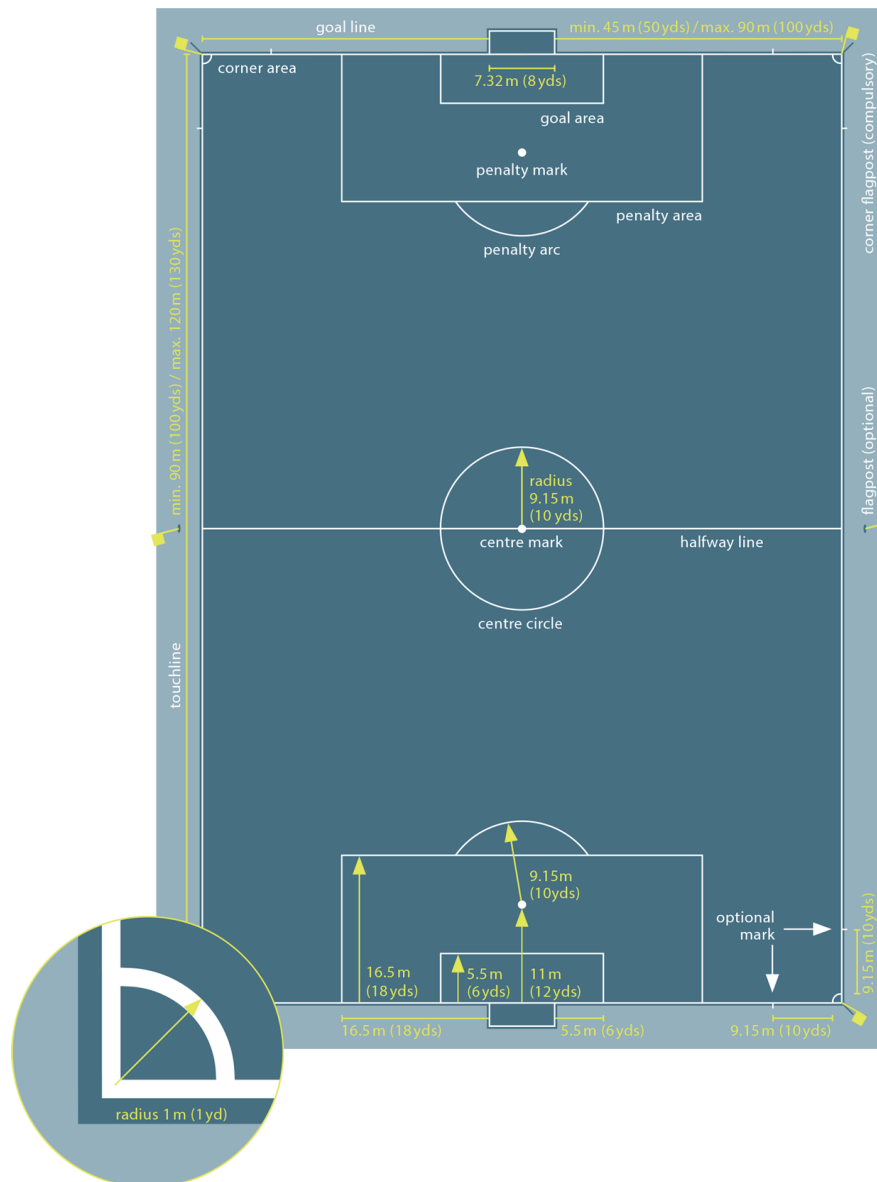 goal line
min. 45 m (50 yds) / max. 90 m (100 yds)
corner area
7.32 m (8 yds)
goal area
penalty mark
penalty area
penalty arc
corner flagpost (compulsory)
min. 90 m (100 yds) / max. 120 m (130 yds)
flagpost (optional)
radius
9.15 m
(10 yds)
centre mark
halfway line
centre circle
touchline
9.15 m
(10 yds)
optional
mark
9.15 m (10 yds)
16.5 m
(18 yds)
5.5 m
(6 yds)
11 m
(12 yds)
16.5 m (18 yds)
5.5 m (6 yds)
9.15 m (10 yds)
radius 1 m (1 yd)